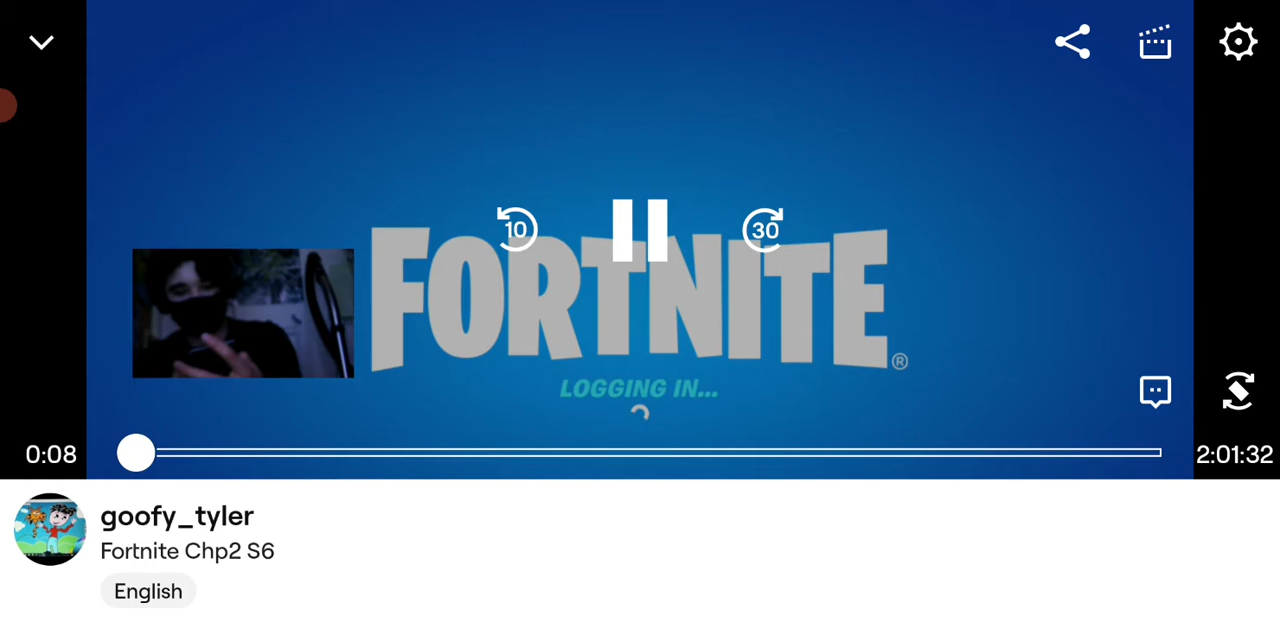 10
30
FORTNITE®
LOGGING IN...
0:08
2:01:32
goofy_tyler
Fortnite Chp2 S6
English